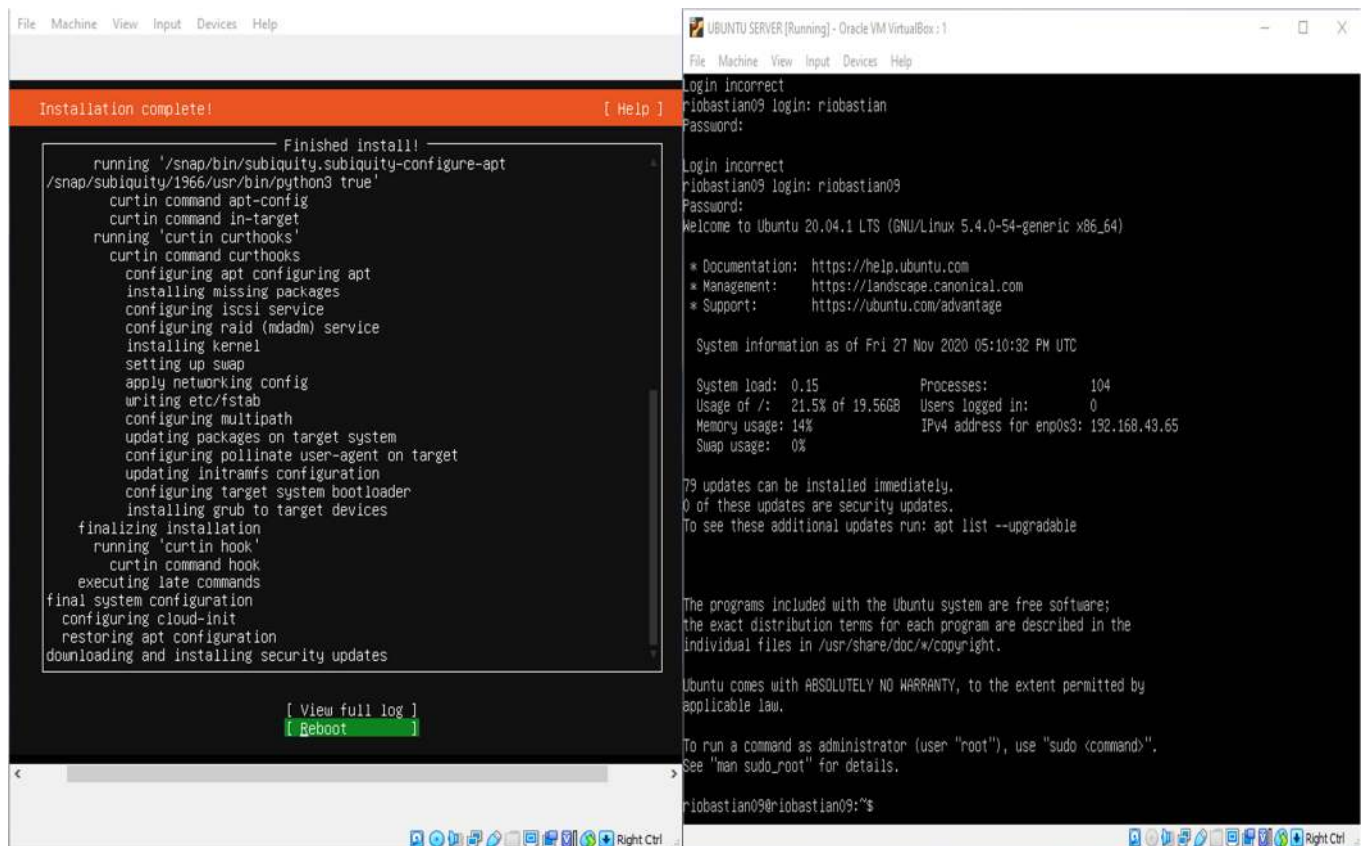 File Machine View Input Devices Help
Installation complete! [ Help ]
Finished install!
running '/snap/bin/subiquity.subiquity-configure-apt
/snap/subiquity/1966/usr/bin/python3 true'
curtin command apt-config
curtin command in-target
running 'curtin curthooks'
curtin command curthooks
configuring apt configuring apt
installing missing packages
configuring iscsi service
configuring raid (mdadm) service
installing kernel
setting up swap
apply networking config
writing etc/fstab
configuring multipath
updating packages on target system
configuring pollinate user-agent on target
updating initramfs configuration
configuring target system bootloader
installing grub to target devices
finalizing installation
running 'curtin hook'
curtin command hook
executing late commands
final system configuration
configuring cloud-init
restoring apt configuration
downloading and installing security updates
[ View full log ]
[ Reboot ]
Right Ctrl
UBUNTU SERVER [Running] - Oracle VM VirtualBox : 1
File Machine View Input Devices Help
Login incorrect
riobastian09 login: riobastian
Password:
Login incorrect
riobastian09 login: riobastian09
Password:
Welcome to Ubuntu 20.04.1 LTS (GNU/Linux 5.4.0-54-generic x86_64)
* Documentation: https://help.ubuntu.com
* Management: https://landscape.canonical.com
* Support: https://ubuntu.com/advantage
System information as of Fri 27 Nov 2020 05:10:32 PM UTC
System load: 0.15 Processes: 104
Usage of /: 21.5% of 19.56GB Users logged in: 0
Memory usage: 14% IPv4 address for enp0s3: 192.168.43.65
Swap usage: 0%
79 updates can be installed immediately.
0 of these updates are security updates.
To see these additional updates run: apt list --upgradable
The programs included with the Ubuntu system are free software;
the exact distribution terms for each program are described in the
individual files in /usr/share/doc/*/copyright.
Ubuntu comes with ABSOLUTELY NO WARRANTY, to the extent permitted by
applicable law.
To run a command as administrator (user "root"), use "sudo <command>".
See "man sudo_root" for details.
riobastian09@riobastian09:~$
Right Ctrl